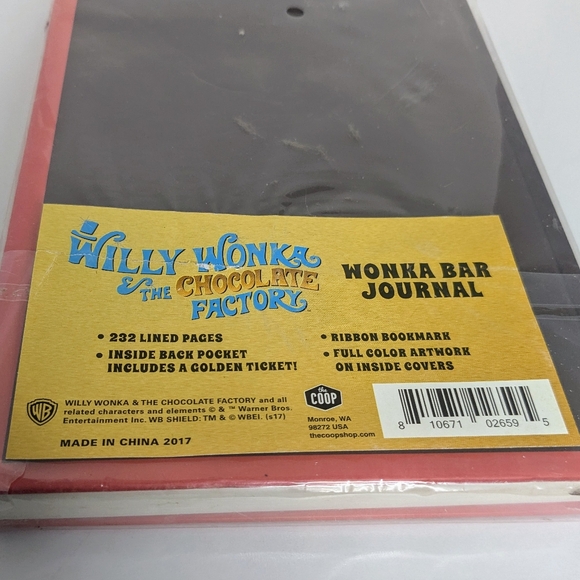 WILLY WONKA
& THE CHOCOLATE
FACTORY™
WONKA BAR
JOURNAL
• 232 LINED PAGES
• INSIDE BACK POCKET
INCLUDES A GOLDEN TICKET!
• RIBBON BOOKMARK
• FULL COLOR ARTWORK
ON INSIDE COVERS
WB
WILLY WONKA & THE CHOCOLATE FACTORY and all
related characters and elements © & ™ Warner Bros.
Entertainment Inc. WB SHIELD: TM & © WBEI. (s17)
MADE IN CHINA 2017
the
COOP
Monroe, WA
98272 USA
thecoopshop.com
8 10671 02659 5